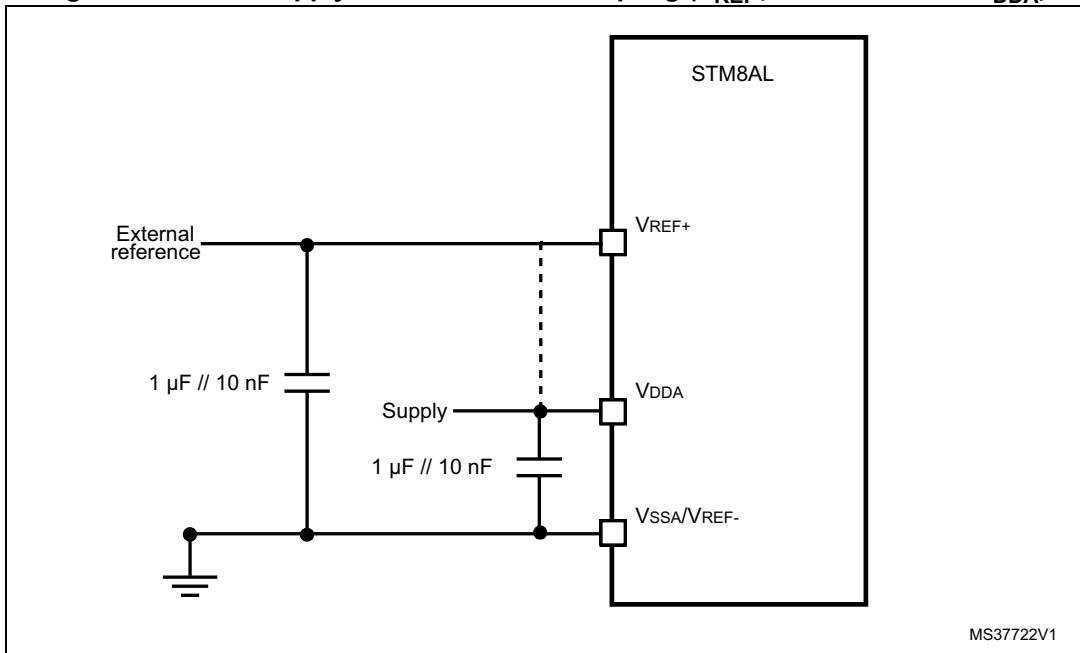 STM8AL
VREF+
External
reference
1 µF // 10 nF
VDDA
Supply
1 µF // 10 nF
VSSA/VREF-
MS37722V1